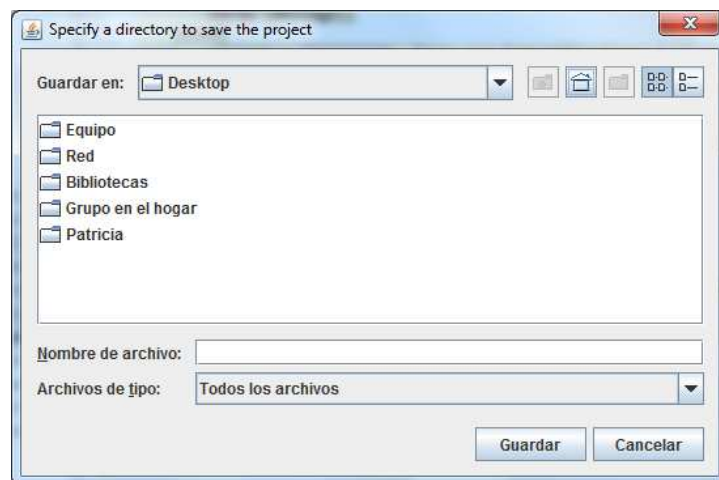 Specify a directory to save the project
Guardar en: Desktop
Equipo
Red
Bibliotecas
Grupo en el hogar
Patricia
Nombre de archivo:
Archivos de tipo: Todos los archivos
Guardar Cancelar